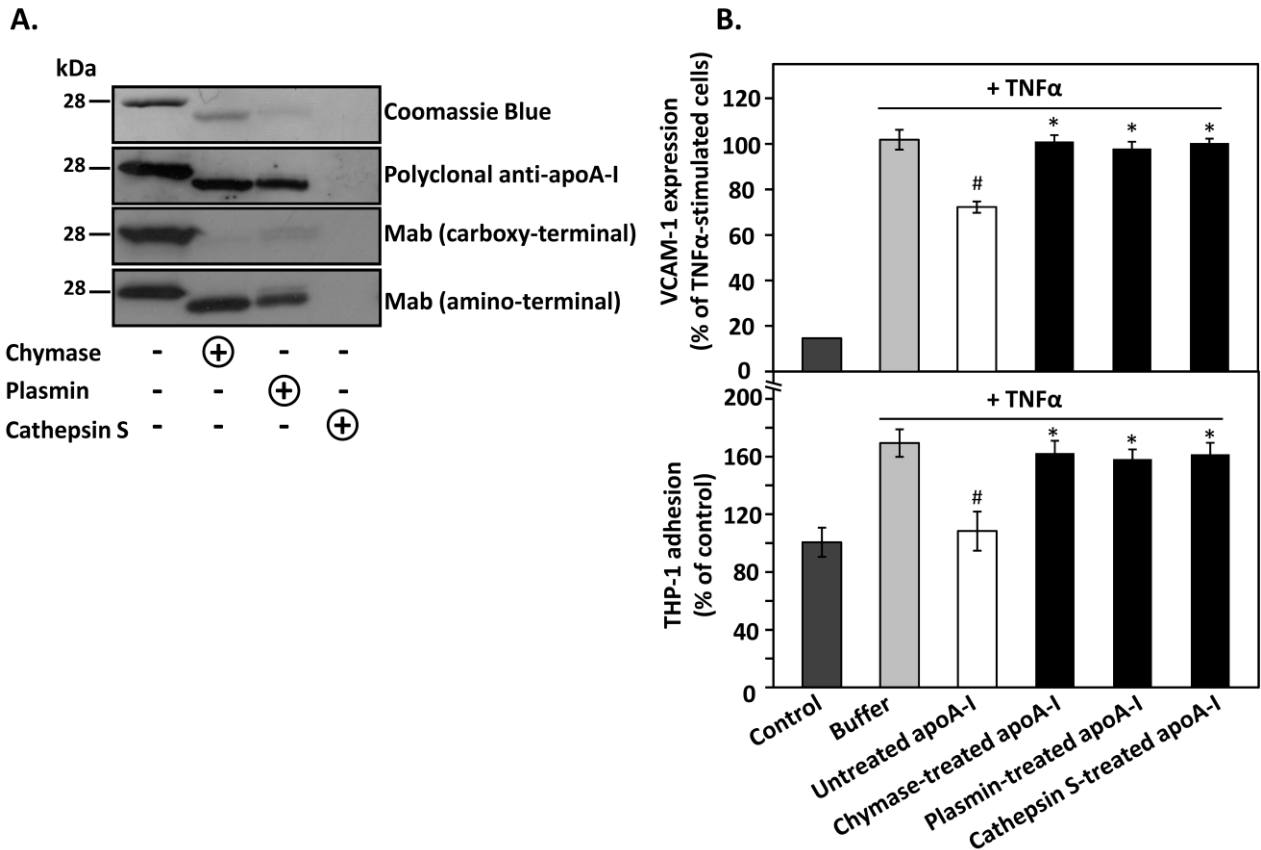 A.
kDa
28
Coomassie Blue
28
Polyclonal anti-apoA-I
28
Mab (carboxy-terminal)
28
Mab (amino-terminal)
Chymase - + - -
Plasmin - - + -
Cathepsin S - - - +
B.
VCAM-1 expression
(% of TNFα-stimulated cells)
+ TNFα
120
100
80
60
40
20
0
#
*
*
*
THP-1 adhesion
(% of control)
+ TNFα
200
160
120
80
40
0
#
*
*
*
Control
Buffer
Untreated apoA-I
Chymase-treated apoA-I
Plasmin-treated apoA-I
Cathepsin S-treated apoA-I